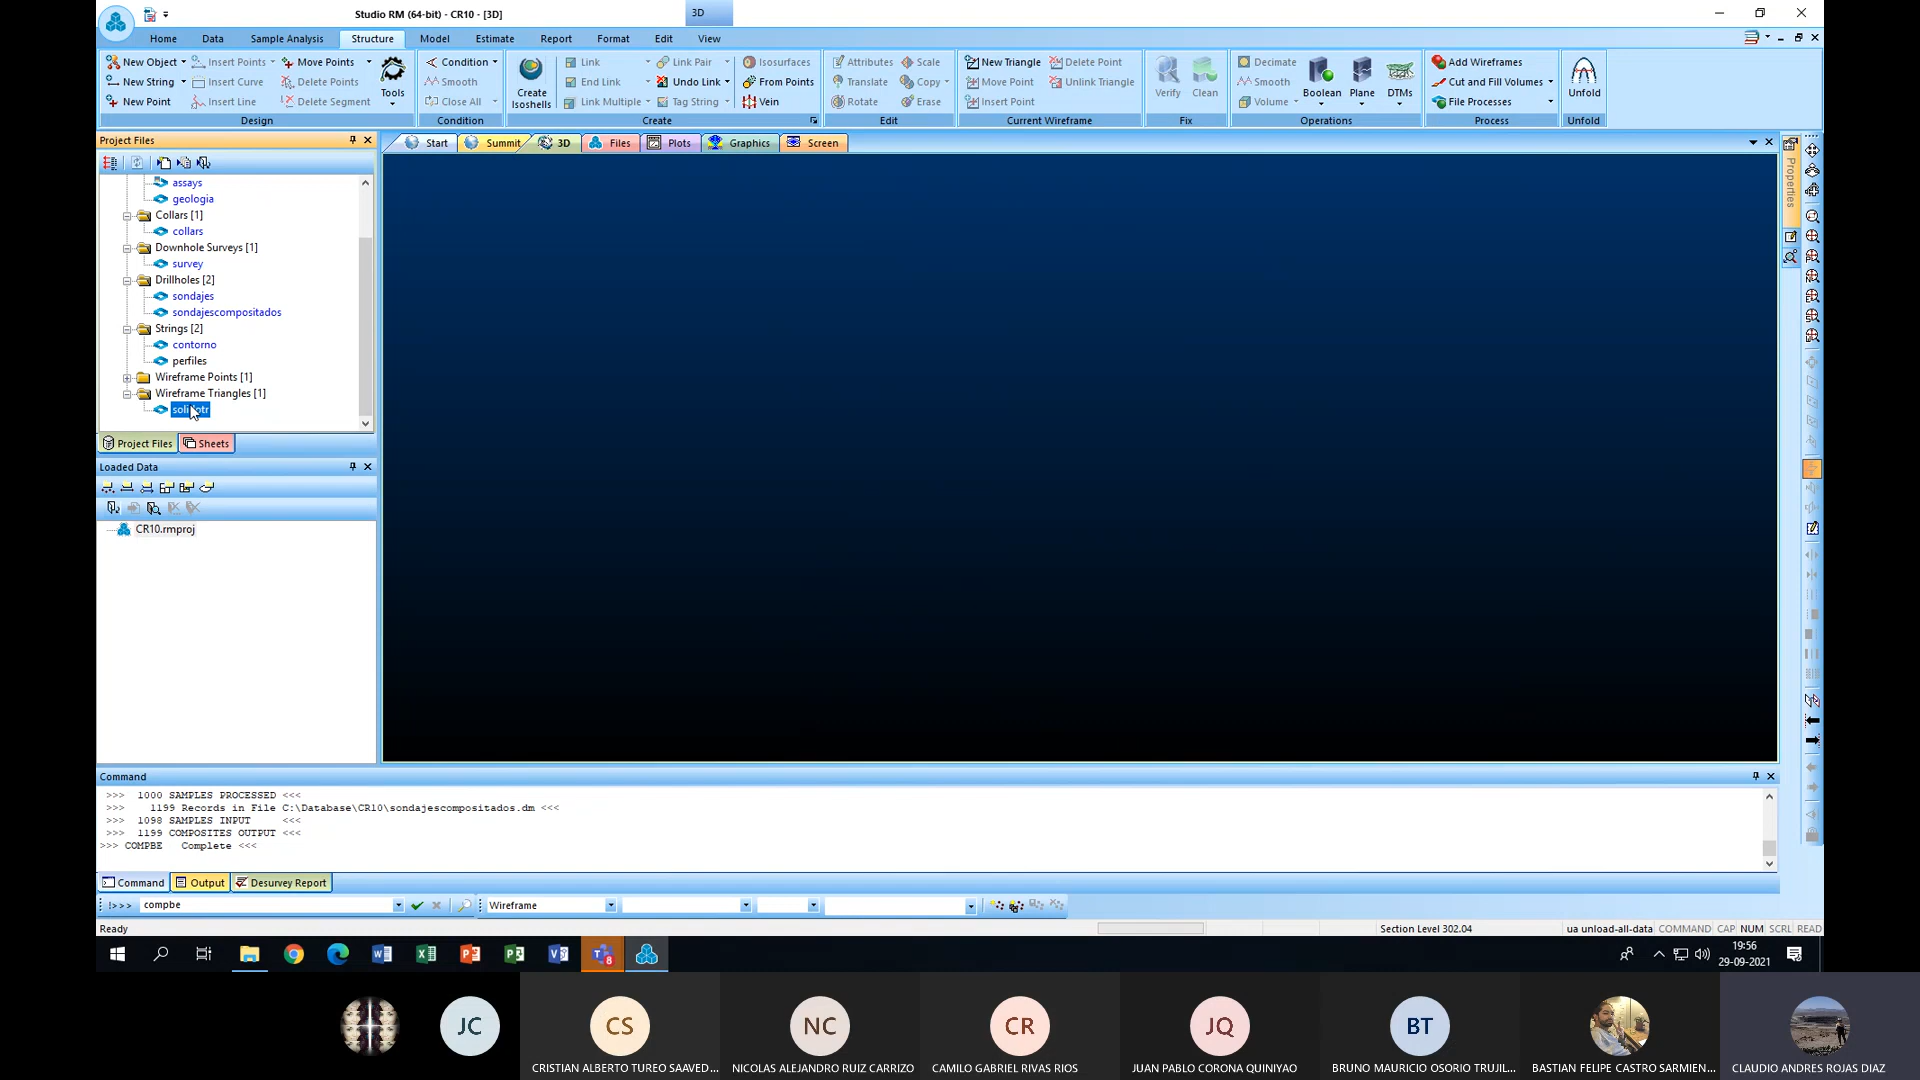 Studio RM (64-bit) - CR10 - [3D]
3D
Home Data Sample Analysis Structure Model Estimate Report Format Edit View
New Object Insert Points Move Points
New String Insert Curve Delete Points
New Point Insert Line Delete Segment
Tools
Design
Condition
Smooth
Close All
Condition
Create Isoshells
Link Link Pair Isosurfaces
End Link Undo Link From Points
Link Multiple Tag String Vein
Create
Attributes Scale
Translate Copy
Rotate Erase
Edit
New Triangle Delete Point
Move Point Unlink Triangle
Insert Point
Current Wireframe
Verify Clean
Fix
Decimate
Smooth
Volume
Boolean Plane DTMs
Operations
Add Wireframes
Cut and Fill Volumes
File Processes
Process
Unfold
Unfold
Project Files
Start Summit 3D Files Plots Graphics Screen
assays
geologia
Collars [1]
collars
Downhole Surveys [1]
survey
Drillholes [2]
sondajes
sondajescompositados
Strings [2]
contorno
perfiles
Wireframe Points [1]
Wireframe Triangles [1]
Project Files Sheets
Loaded Data
CR10.rmproj
Properties
Command
>>> 1000 SAMPLES PROCESSED <<<
>>> 1199 Records in File C:\Database\CR10\sondajescompositados.dm <<<
>>> 1098 SAMPLES INPUT <<<
>>> 1199 COMPOSITES OUTPUT <<<
>>> COMPBE Complete <<<
Command Output Desurvey Report
!>>> compbe Wireframe
Ready
Section Level 302.04 ua unload-all-data COMMAND CAP NUM SCRL READ
8
19:56
29-09-2021
JC CS NC CR JQ BT
CRISTIAN ALBERTO TUREO SAAVED... NICOLAS ALEJANDRO RUIZ CARRIZO CAMILO GABRIEL RIVAS RIOS JUAN PABLO CORONA QUINIYAO BRUNO MAURICIO OSORIO TRUJIL... BASTIAN FELIPE CASTRO SARMIEN... CLAUDIO ANDRES ROJAS DIAZ